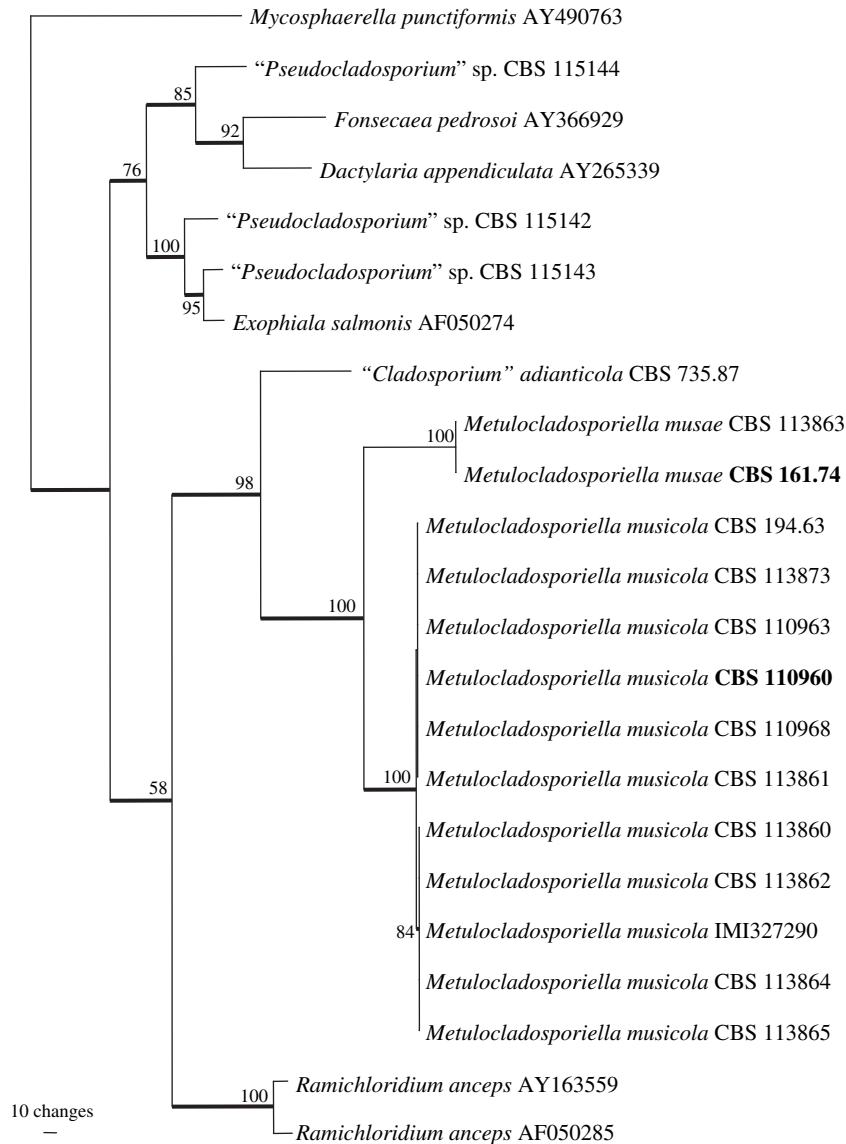 Mycosphaerella punctiformis AY490763
“Pseudocladosporium” sp. CBS 115144
85
92
Fonsecaea pedrosoi AY366929
Dactylaria appendiculata AY265339
76
“Pseudocladosporium” sp. CBS 115142
100
“Pseudocladosporium” sp. CBS 115143
95
Exophiala salmonis AF050274
“Cladosporium” adianticola CBS 735.87
Metulocladosporiella musae CBS 113863
100
Metulocladosporiella musae CBS 161.74
98
Metulocladosporiella musicola CBS 194.63
Metulocladosporiella musicola CBS 113873
100
Metulocladosporiella musicola CBS 110963
Metulocladosporiella musicola CBS 110960
Metulocladosporiella musicola CBS 110968
100
Metulocladosporiella musicola CBS 113861
58
Metulocladosporiella musicola CBS 113860
Metulocladosporiella musicola CBS 113862
84
Metulocladosporiella musicola IMI327290
Metulocladosporiella musicola CBS 113864
Metulocladosporiella musicola CBS 113865
100
Ramichloridium anceps AY163559
10 changes
Ramichloridium anceps AF050285